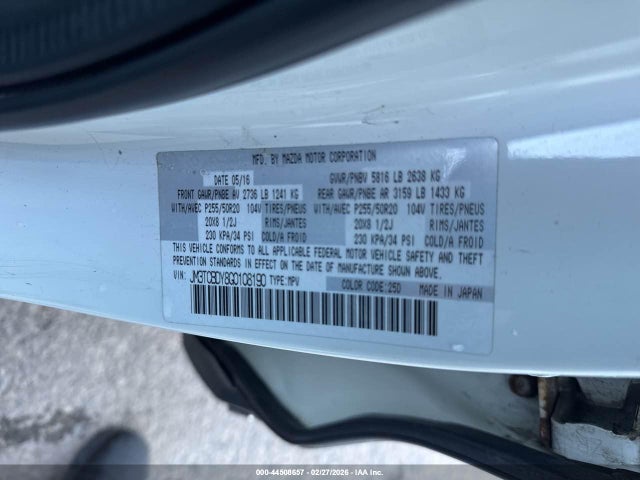 MFD. BY MAZDA MOTOR CORPORATION
DATE 05/16 GVWR/PNBV 5816 LB 2638 KG
FRONT GAWR/PNBE AV 2736 LB 1241 KG REAR GAWR/PNBE AR 3159 LB 1433 KG
WITH/AVEC P255/50R20 104V TIRES/PNEUS WITH/AVEC P255/50R20 104V TIRES/PNEUS
20X8 1/2J RIMS/JANTES 20X8 1/2J RIMS/JANTES
230 KPA/34 PSI COLD/A FROID 230 KPA/34 PSI COLD/A FROID
THIS VEHICLE CONFORMS TO ALL APPLICABLE FEDERAL MOTOR VEHICLE SAFETY AND THEFT
PREVENTION STANDARDS IN EFFECT ON THE DATE OF MANUFACTURE SHOWN ABOVE.
VIN: JM3TCBDY8G0108190 TYPE:MPV COLOR CODE:25D MADE IN JAPAN
000-44508657 | 02/27/2026 | IAA Inc.